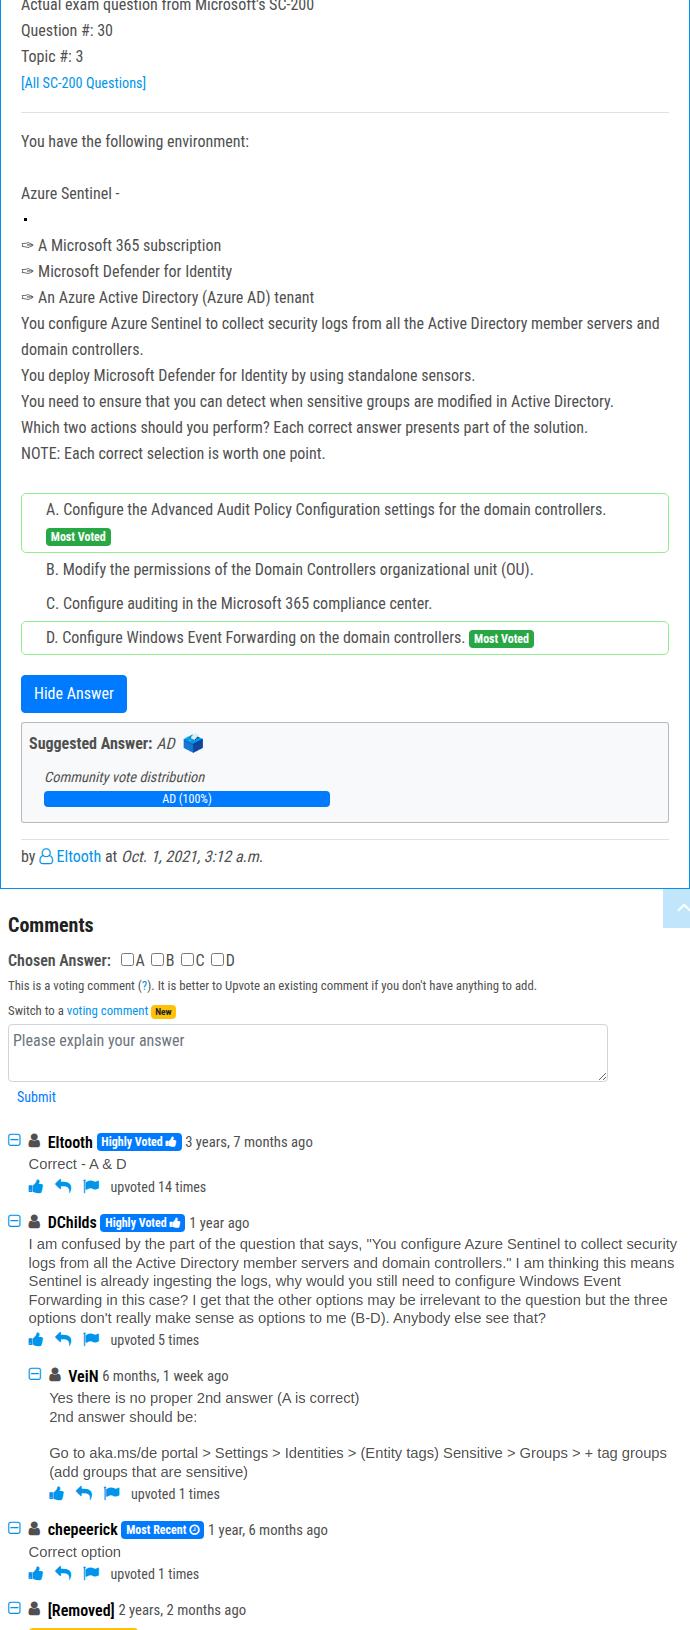 Actual exam question from Microsoft's SC-200
Question #: 30
Topic #: 3
[All SC-200 Questions]
You have the following environment:
Azure Sentinel -
▪
✑ A Microsoft 365 subscription
✑ Microsoft Defender for Identity
✑ An Azure Active Directory (Azure AD) tenant
You configure Azure Sentinel to collect security logs from all the Active Directory member servers and
domain controllers.
You deploy Microsoft Defender for Identity by using standalone sensors.
You need to ensure that you can detect when sensitive groups are modified in Active Directory.
Which two actions should you perform? Each correct answer presents part of the solution.
NOTE: Each correct selection is worth one point.
A. Configure the Advanced Audit Policy Configuration settings for the domain controllers.
Most Voted
B. Modify the permissions of the Domain Controllers organizational unit (OU).
C. Configure auditing in the Microsoft 365 compliance center.
D. Configure Windows Event Forwarding on the domain controllers. Most Voted
Hide Answer
Suggested Answer: AD
Community vote distribution
AD (100%)
by Eltooth at Oct. 1, 2021, 3:12 a.m.
Comments
Chosen Answer: A B C D
This is a voting comment (?). It is better to Upvote an existing comment if you don't have anything to add.
Switch to a voting comment New
Please explain your answer
Submit
Eltooth Highly Voted 3 years, 7 months ago
Correct - A & D
upvoted 14 times
DChilds Highly Voted 1 year ago
I am confused by the part of the question that says, "You configure Azure Sentinel to collect security
logs from all the Active Directory member servers and domain controllers." I am thinking this means
Sentinel is already ingesting the logs, why would you still need to configure Windows Event
Forwarding in this case? I get that the other options may be irrelevant to the question but the three
options don't really make sense as options to me (B-D). Anybody else see that?
upvoted 5 times
VeiN 6 months, 1 week ago
Yes there is no proper 2nd answer (A is correct)
2nd answer should be:
Go to aka.ms/de portal > Settings > Identities > (Entity tags) Sensitive > Groups > + tag groups
(add groups that are sensitive)
upvoted 1 times
chepeerick Most Recent 1 year, 6 months ago
Correct option
upvoted 1 times
[Removed] 2 years, 2 months ago